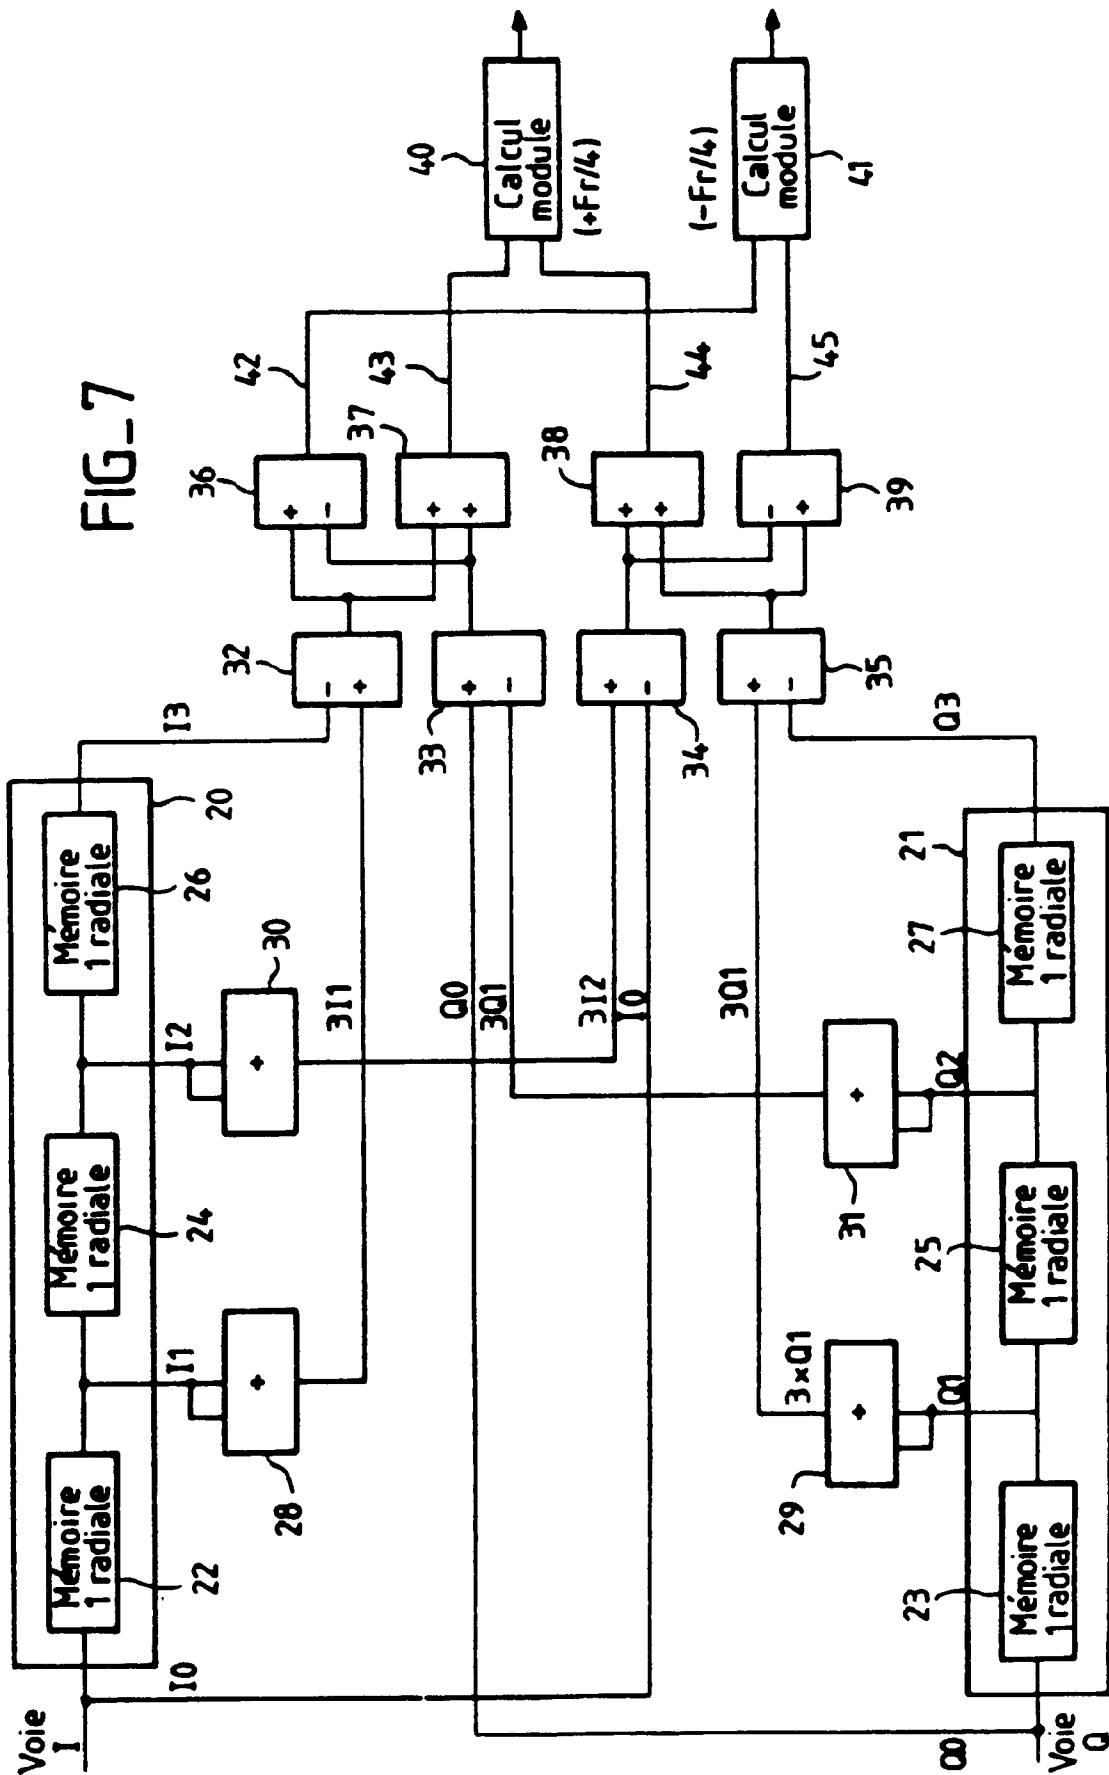 FIG_7
Voie
I
I0
20
Mémoire
1 radiale
22
Mémoire
1 radiale
24
Mémoire
1 radiale
26
I1
I2
I3
28
+
30
+
3I1
Q0
3Q1
3I2
I0
3Q1
32
-
+
33
+
-
34
+
-
35
+
-
36
+
-
37
+
+
38
+
+
39
-
+
42
43
44
45
40
Calcul
module
(+Fr/4)
(-Fr/4)
Calcul
module
41
29
+
3×Q1
31
+
Q1
Q2
Q3
21
23
Mémoire
1 radiale
25
Mémoire
1 radiale
27
Mémoire
1 radiale
Q0
Voie
Q